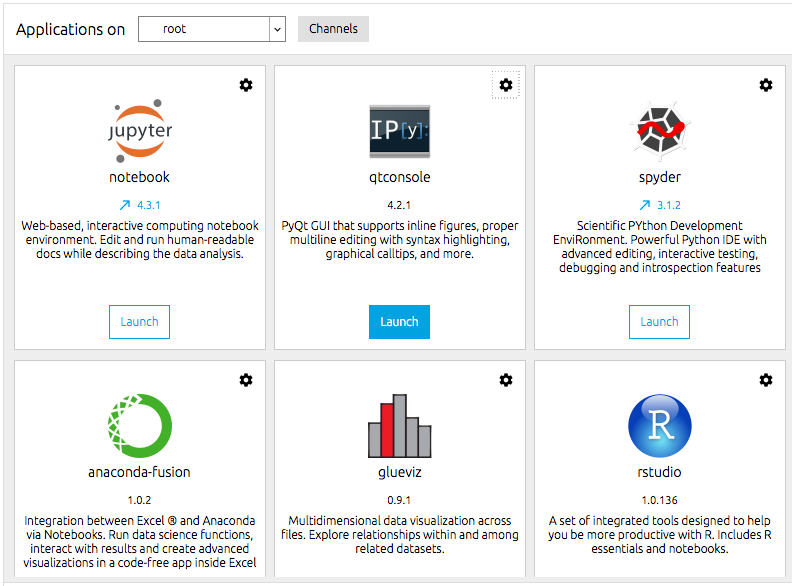 Applications on root Channels
jupyter
notebook
4.3.1
Web-based, interactive computing notebook
environment. Edit and run human-readable
docs while describing the data analysis.
Launch
IP[y]:
qtconsole
4.2.1
PyQt GUI that supports inline figures, proper
multiline editing with syntax highlighting,
graphical calltips, and more.
Launch
spyder
3.1.2
Scientific PYthon Development
EnviRonment. Powerful Python IDE with
advanced editing, interactive testing,
debugging and introspection features
Launch
anaconda-fusion
1.0.2
Integration between Excel ® and Anaconda
via Notebooks. Run data science functions,
interact with results and create advanced
visualizations in a code-free app inside Excel
glueviz
0.9.1
Multidimensional data visualization across
files. Explore relationships within and among
related datasets.
R
rstudio
1.0.136
A set of integrated tools designed to help
you be more productive with R. Includes R
essentials and notebooks.